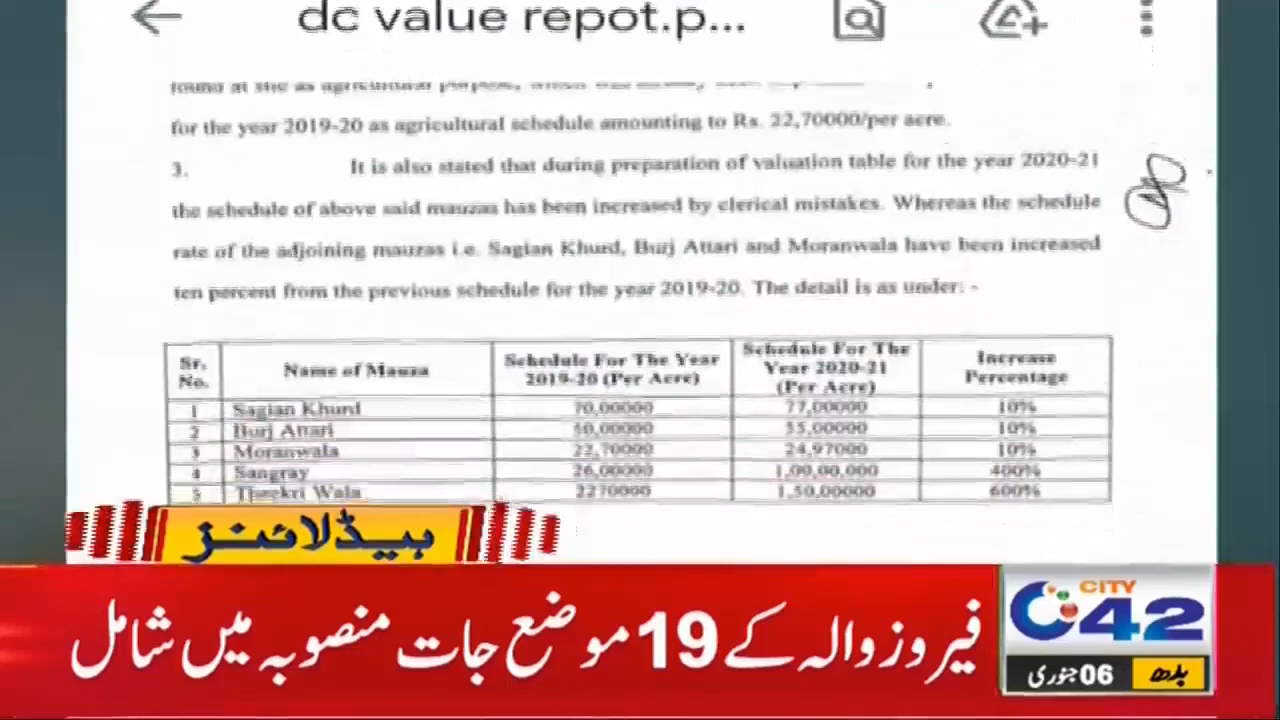 dc value repot.p...
for the year 2019-20 as agricultural schedule amounting to Rs. 22,70000/per acre.
3. It is also stated that during preparation of valuation table for the year 2020-21
the schedule of above said mauzas has been increased by clerical mistakes. Whereas the schedule
rate of the adjoining mauzas i.e. Sagian Khurd, Burj Attari and Moranwala have been increased
ten percent from the previous schedule for the year 2019-20. The detail is as under: -
Sr. No. Name of Mauza Schedule For The Year 2019-20 (Per Acre) Schedule For The Year 2020-21 (Per Acre) Increase Percentage
1 Sagian Khurd 70,00000 77,00000 10%
2 Burj Attari 50,00000 55,00000 10%
3 Moranwala 22,70000 24,97000 10%
4 Sangray 26,00000 1,00,00,000 400%
5 Theekri Wala 2270000 1,50,00000 600%
ہیڈلائنز
فیروزوالہ کے 19 موضع جات منصوبہ میں شامل
CITY
42
بدھ 06 جنوری